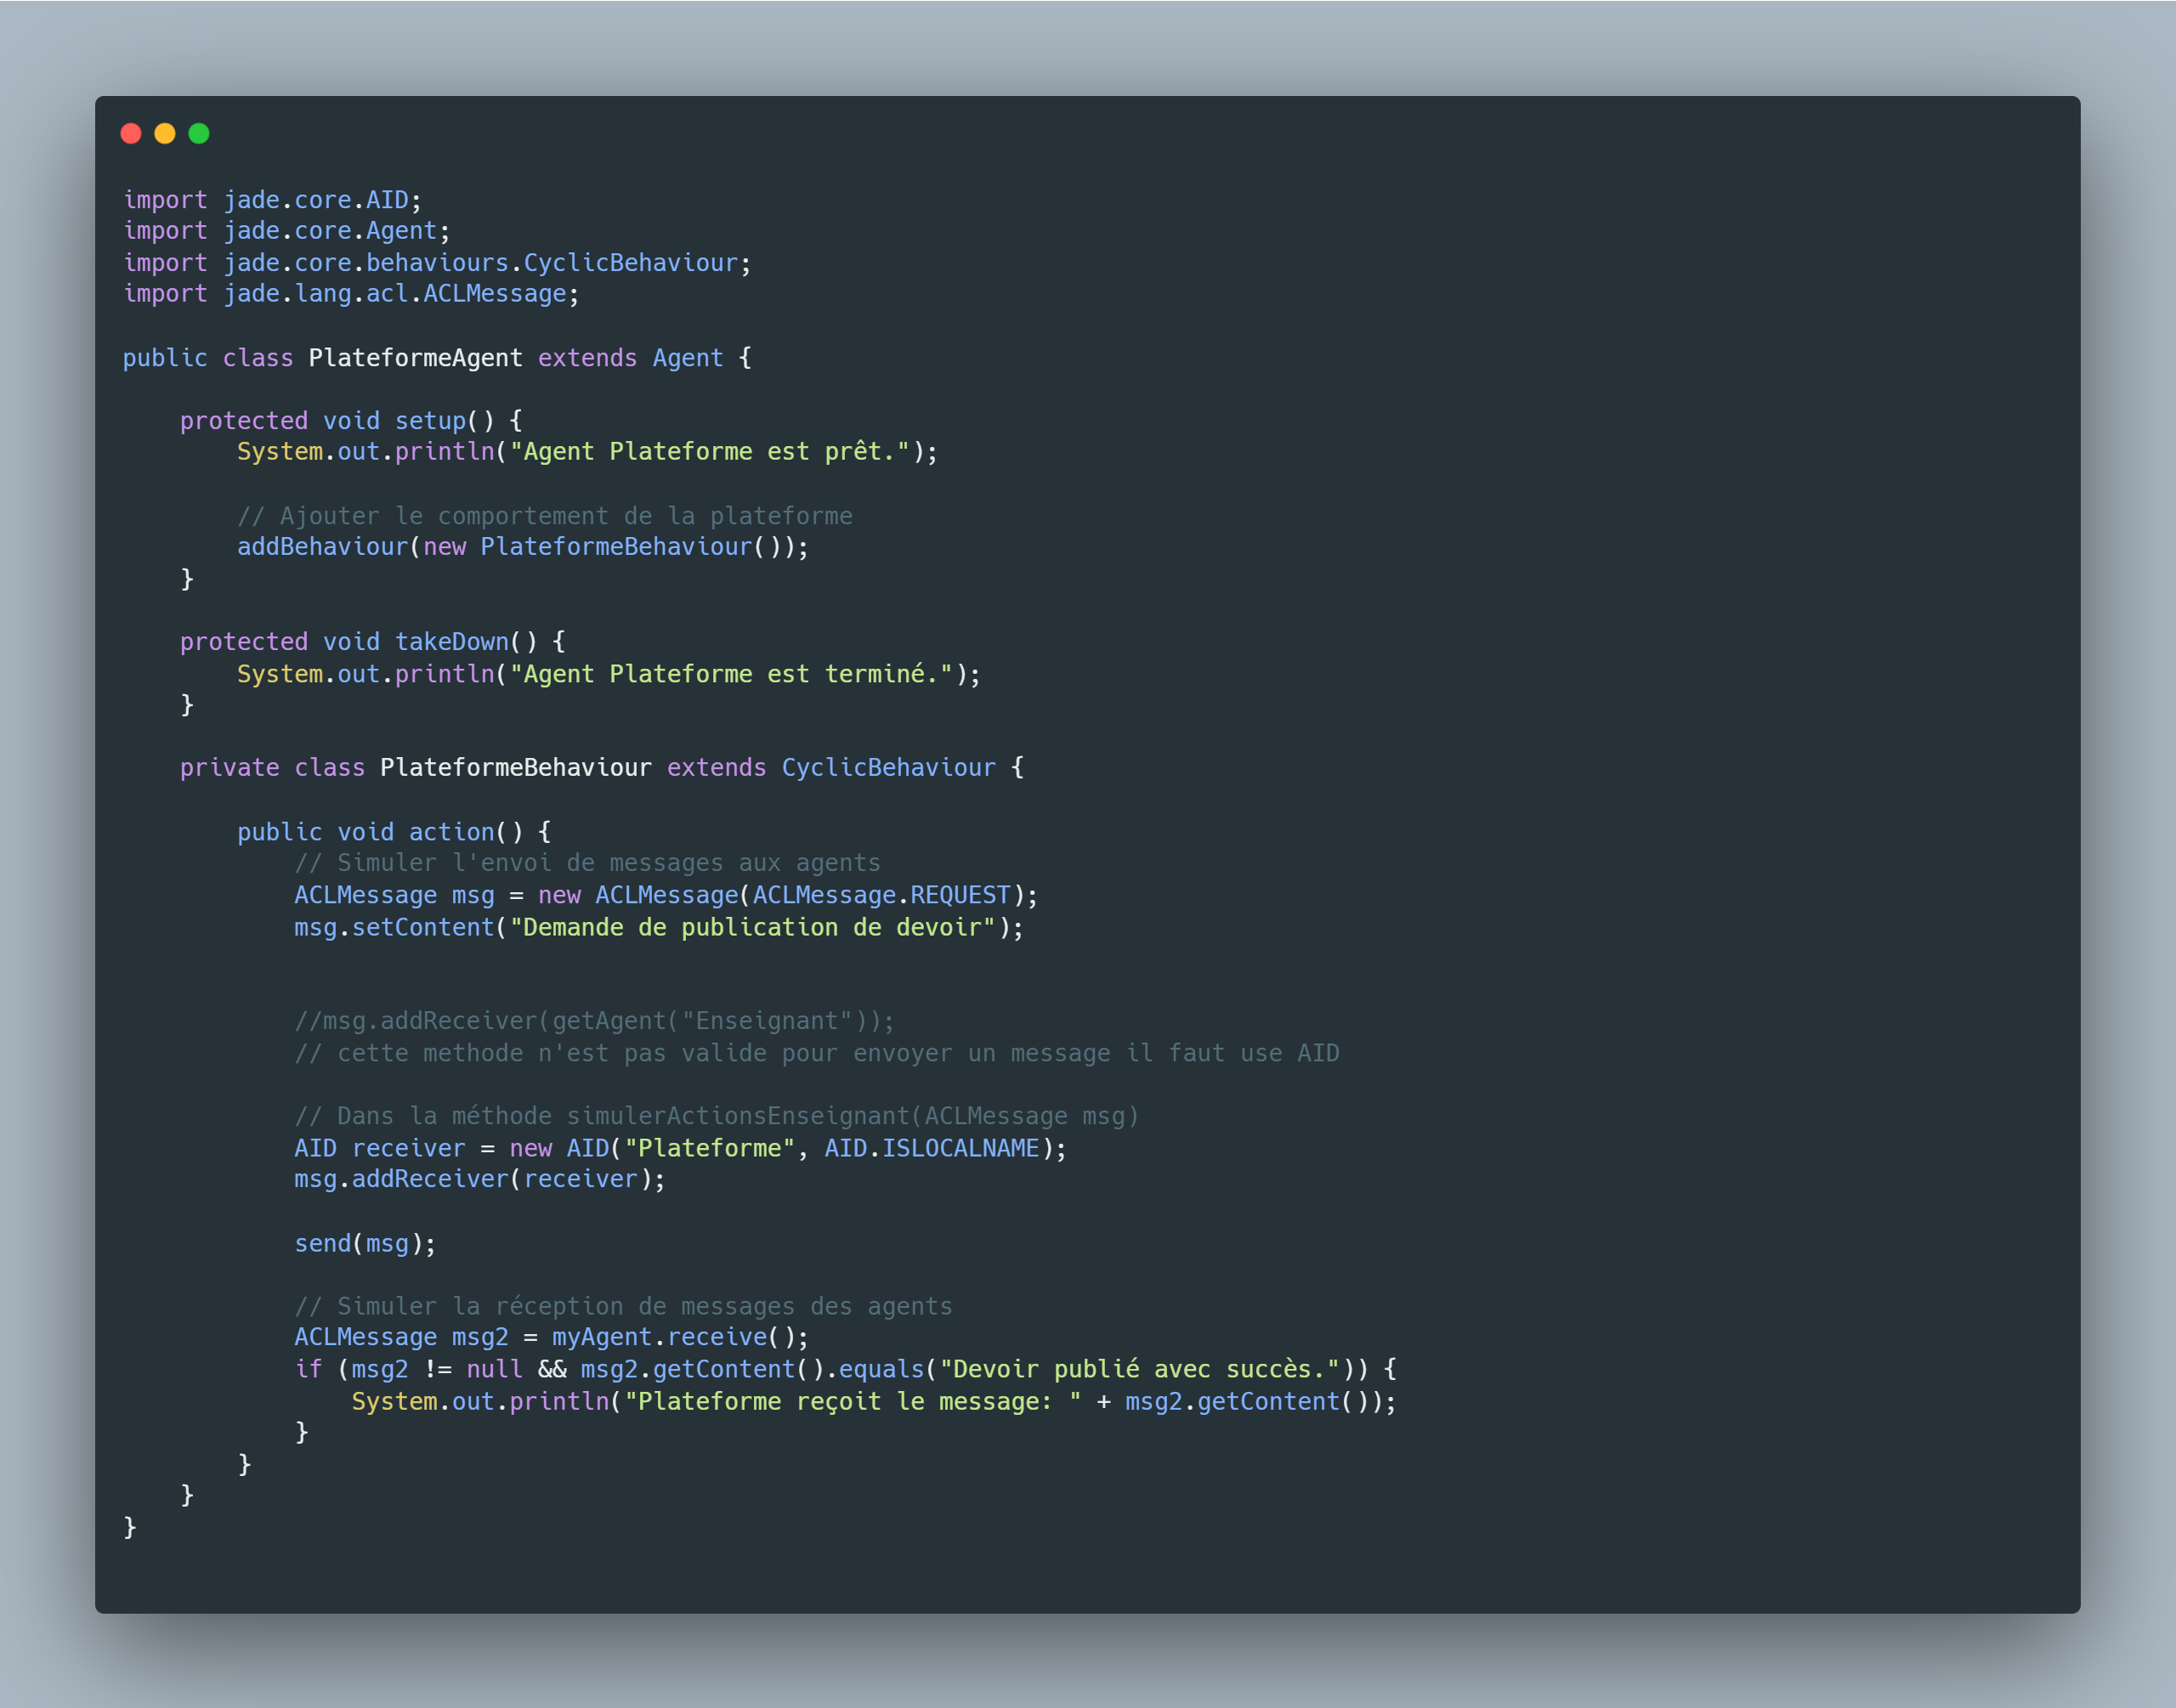 import jade.core.AID;
import jade.core.Agent;
import jade.core.behaviours.CyclicBehaviour;
import jade.lang.acl.ACLMessage;

public class PlateformeAgent extends Agent {

    protected void setup() {
        System.out.println("Agent Plateforme est prêt.");

        // Ajouter le comportement de la plateforme
        addBehaviour(new PlateformeBehaviour());
    }

    protected void takeDown() {
        System.out.println("Agent Plateforme est terminé.");
    }

    private class PlateformeBehaviour extends CyclicBehaviour {

        public void action() {
            // Simuler l'envoi de messages aux agents
            ACLMessage msg = new ACLMessage(ACLMessage.REQUEST);
            msg.setContent("Demande de publication de devoir");


            //msg.addReceiver(getAgent("Enseignant"));
            // cette methode n'est pas valide pour envoyer un message il faut use AID

            // Dans la méthode simulerActionsEnseignant(ACLMessage msg)
            AID receiver = new AID("Plateforme", AID.ISLOCALNAME);
            msg.addReceiver(receiver);

            send(msg);

            // Simuler la réception de messages des agents
            ACLMessage msg2 = myAgent.receive();
            if (msg2 != null && msg2.getContent().equals("Devoir publié avec succès.")) {
                System.out.println("Plateforme reçoit le message: " + msg2.getContent());
            }
        }
    }
}